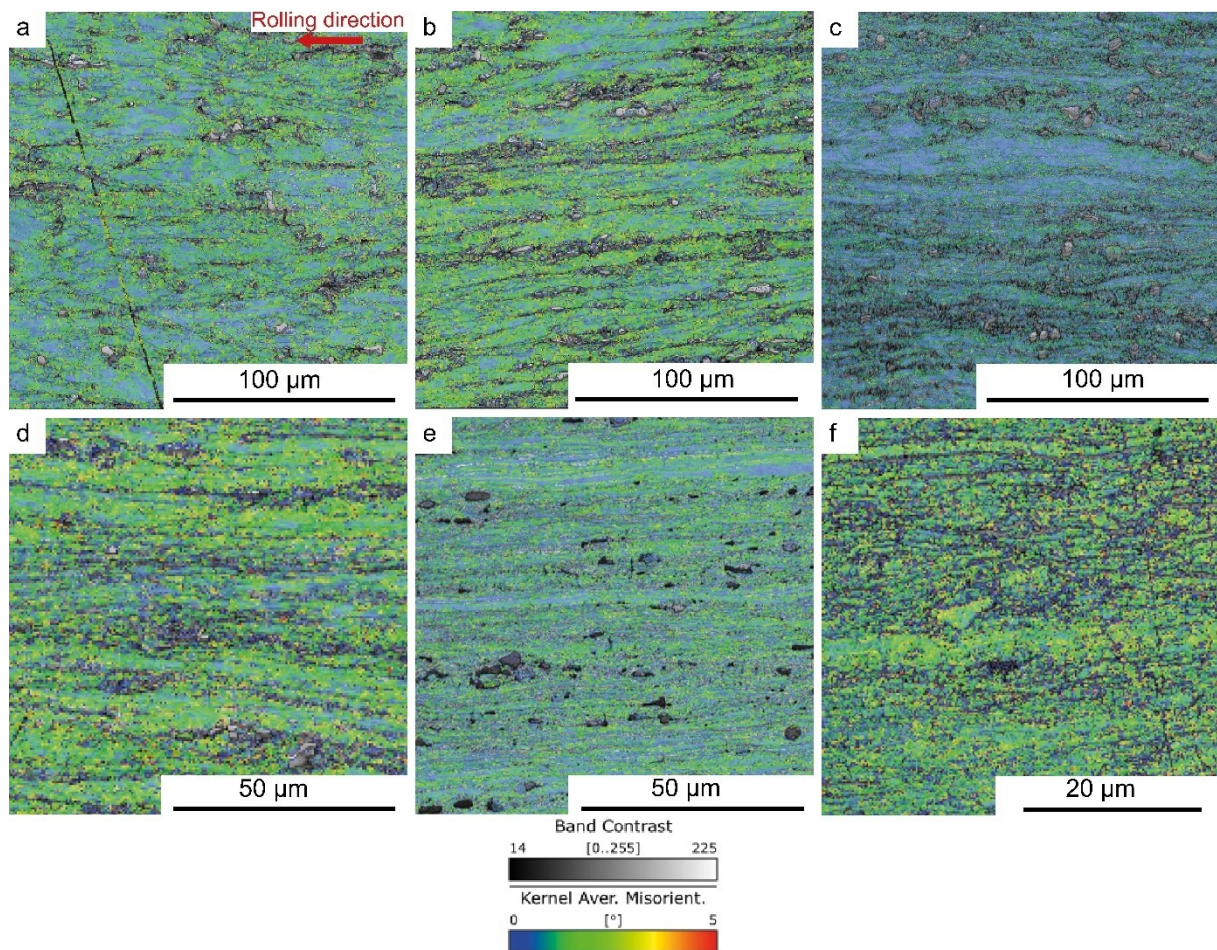 a
Rolling direction
b
c
100 µm
100 µm
100 µm
d
e
f
50 µm
50 µm
20 µm
Band Contrast
14 [0..255] 225
Kernel Aver. Misorient.
0 [°] 5